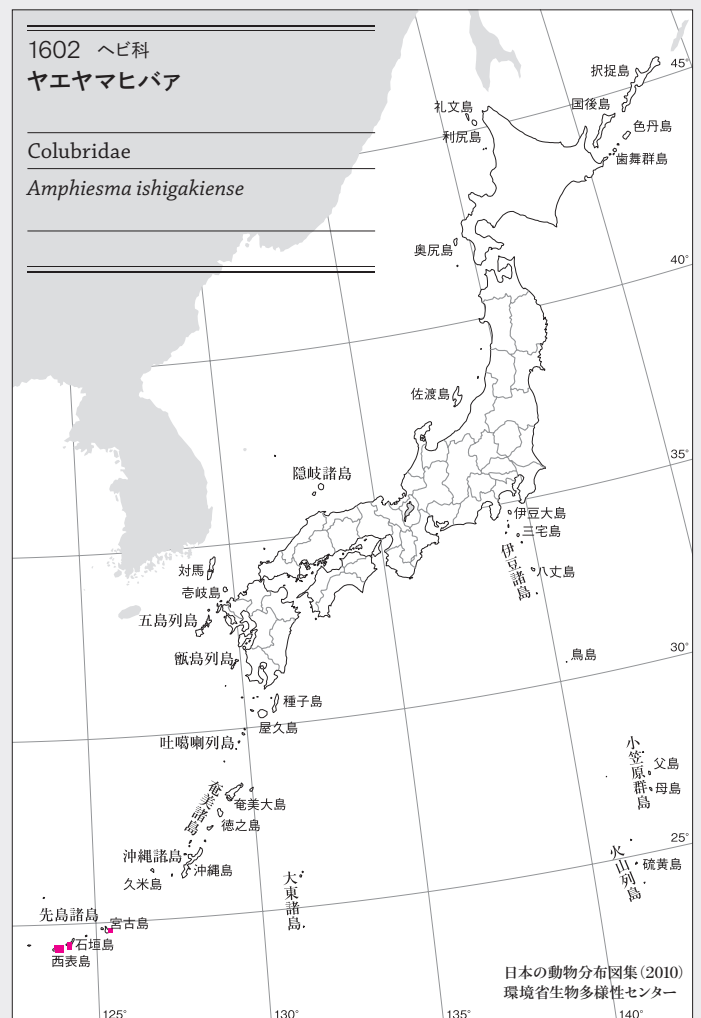 1602 ヘビ科
ヤエヤマヒバァ
Colubridae
Amphiesma ishigakiense
択捉島
45°
礼文島
国後島
利尻島
色丹島
歯舞群島
奥尻島
40°
佐渡島
35°
隠岐諸島
伊豆大島
三宅島
伊豆諸島
八丈島
対馬
壱岐島
五島列島
甑島列島
鳥島
30°
種子島
屋久島
吐噶喇列島
小笠原群島
父島
母島
奄美諸島
奄美大島
徳之島
25°
沖縄諸島
沖縄島
久米島
大東諸島
火山列島
硫黄島
先島諸島
宮古島
石垣島
西表島
日本の動物分布図集(2010)
環境省生物多様性センター
125°
130°
135°
140°